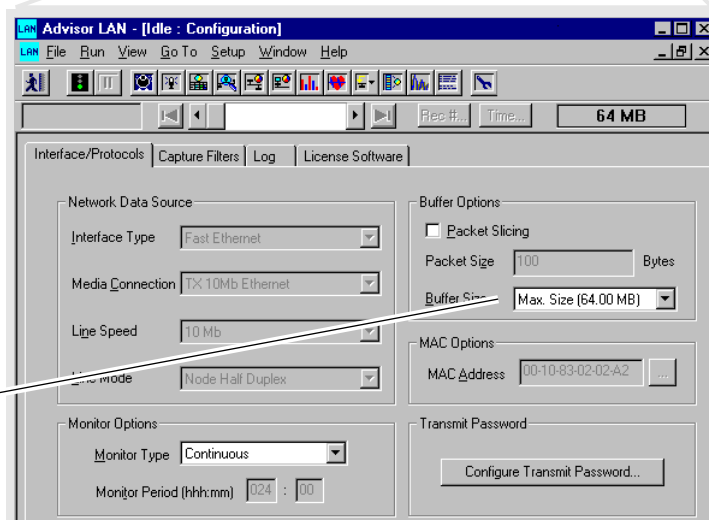 LAN Advisor LAN - [Idle : Configuration]
LAN File Run View Go To Setup Window Help
Rec #... Time... 64 MB
Interface/Protocols Capture Filters Log License Software
Network Data Source
Interface Type Fast Ethernet
Media Connection TX 10Mb Ethernet
Line Speed 10 Mb
Line Mode Node Half Duplex
Monitor Options
Monitor Type Continuous
Monitor Period (hhh:mm) 024 : 00
Buffer Options
Packet Slicing
Packet Size 100 Bytes
Buffer Size Max. Size (64.00 MB)
MAC Options
MAC Address 00-10-83-02-02-A2 ...
Transmit Password
Configure Transmit Password...